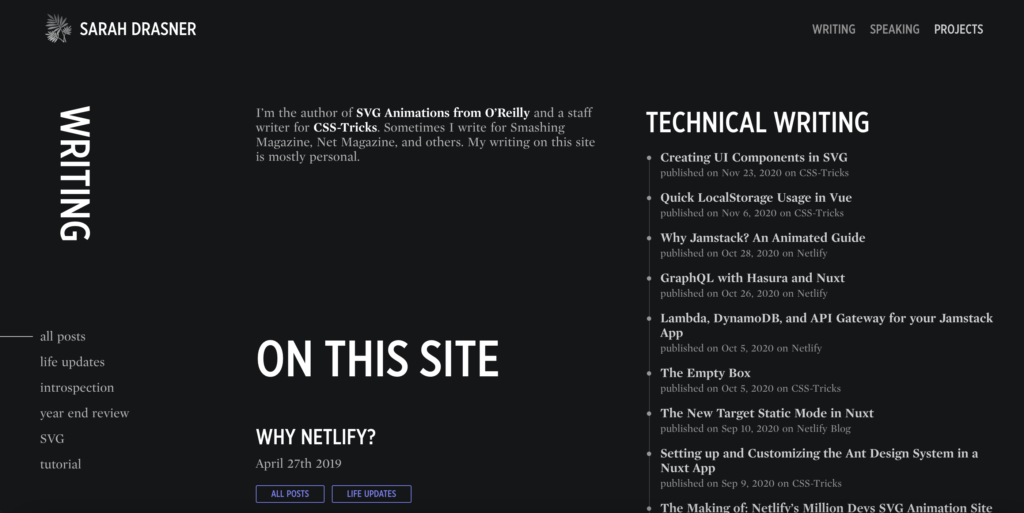 SARAH DRASNER
WRITING
SPEAKING
PROJECTS
WRITING
all posts
life updates
introspection
year end review
SVG
tutorial
I'm the author of SVG Animations from O'Reilly and a staff
writer for CSS-Tricks. Sometimes I write for Smashing
Magazine, Net Magazine, and others. My writing on this site
is mostly personal.
ON THIS SITE
WHY NETLIFY?
April 27th 2019
ALL POSTS
LIFE UPDATES
TECHNICAL WRITING
Creating UI Components in SVG
published on Nov 23, 2020 on CSS-Tricks
Quick LocalStorage Usage in Vue
published on Nov 6, 2020 on CSS-Tricks
Why Jamstack? An Animated Guide
published on Oct 28, 2020 on Netlify
GraphQL with Hasura and Nuxt
published on Oct 26, 2020 on Netlify
Lambda, DynamoDB, and API Gateway for your Jamstack
App
published on Oct 5, 2020 on Netlify
The Empty Box
published on Oct 5, 2020 on CSS-Tricks
The New Target Static Mode in Nuxt
published on Sep 10, 2020 on Netlify Blog
Setting up and Customizing the Ant Design System in a
Nuxt App
published on Sep 9, 2020 on CSS-Tricks
The Making of: Netlify's Million Devs SVG Animation Site